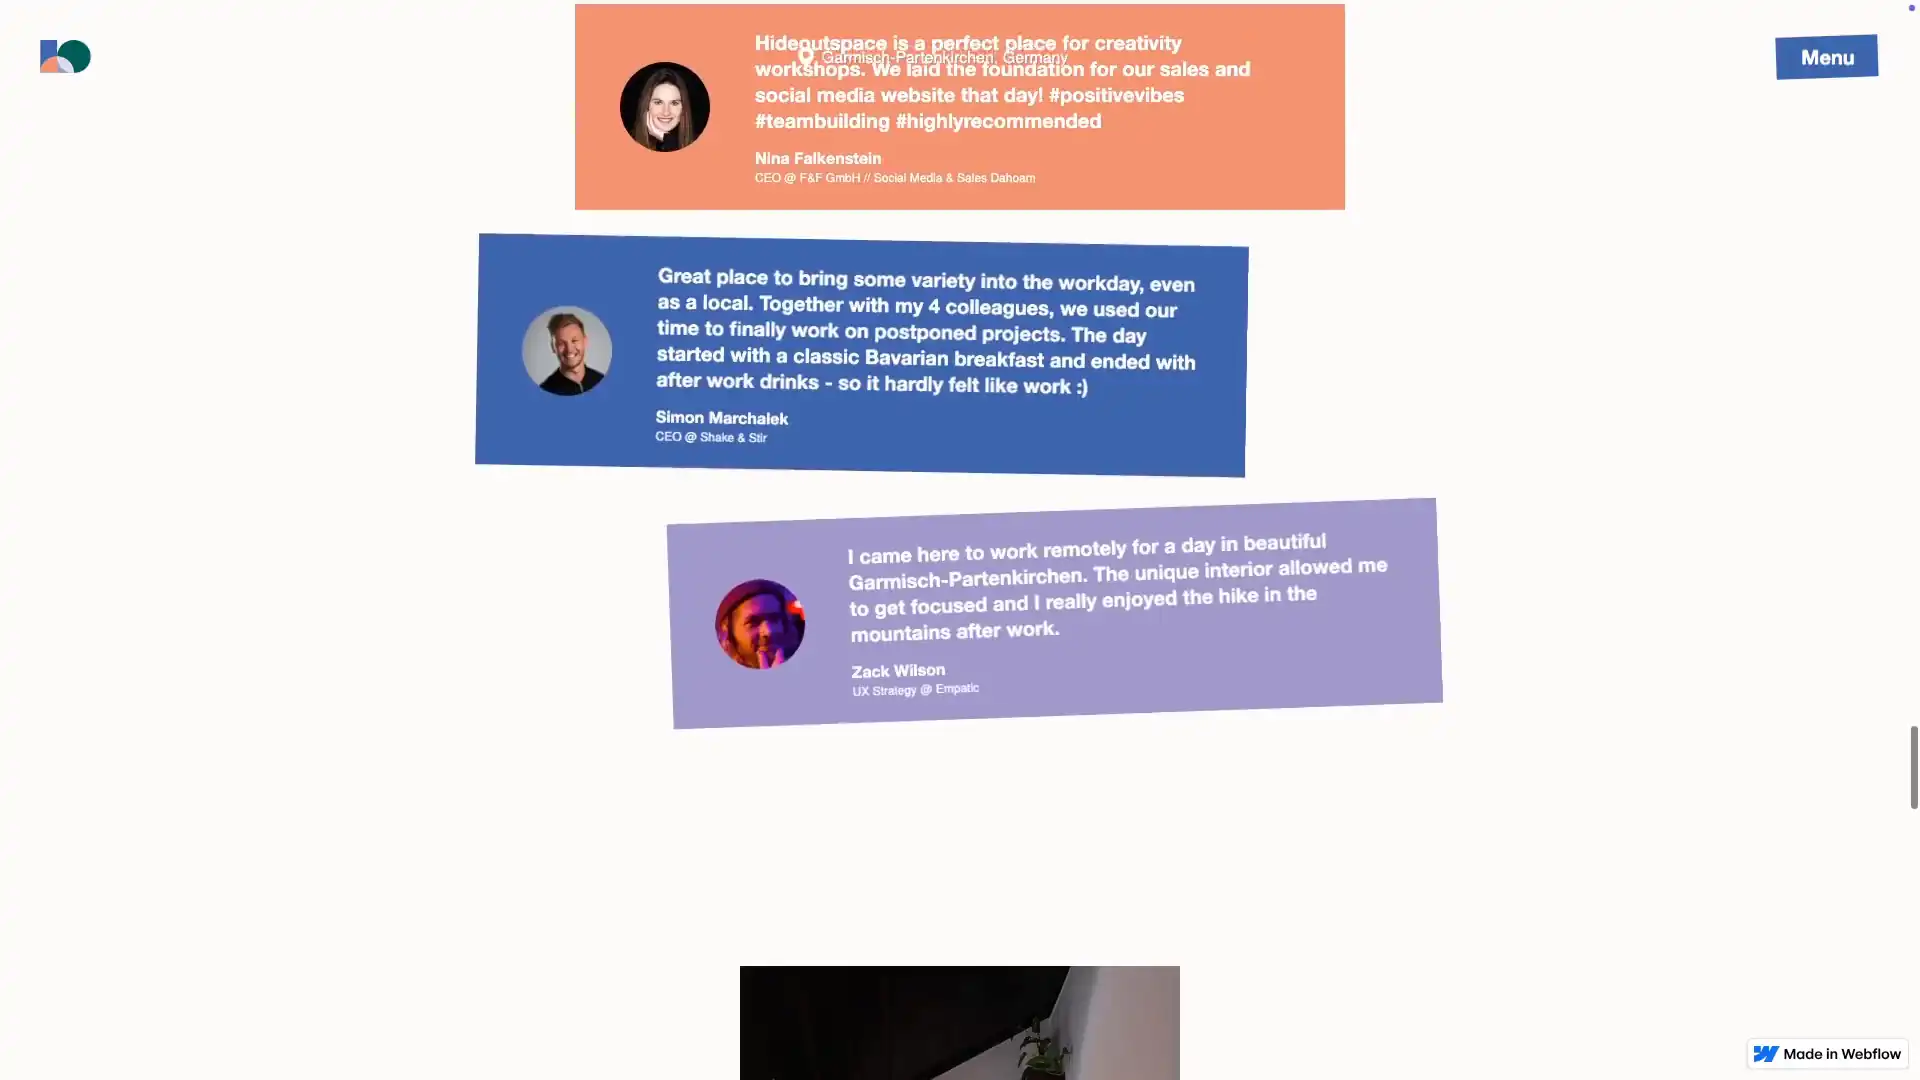 Hideoutspace is a perfect place for creativity
Garmisch-Partenkirchen, Germany
workshops. We laid the foundation for our sales and
social media website that day! #positivevibes
#teambuilding #highlyrecommended
Nina Falkenstein
CEO @ F&F GmbH // Social Media & Sales Dahoam
Menu
Great place to bring some variety into the workday, even
as a local. Together with my 4 colleagues, we used our
time to finally work on postponed projects. The day
started with a classic Bavarian breakfast and ended with
after work drinks - so it hardly felt like work :)
Simon Marchalek
CEO @ Shake & Stir
I came here to work remotely for a day in beautiful
Garmisch-Partenkirchen. The unique interior allowed me
to get focused and I really enjoyed the hike in the
mountains after work.
Zack Wilson
UX Strategy @ Empatic
Made in Webflow